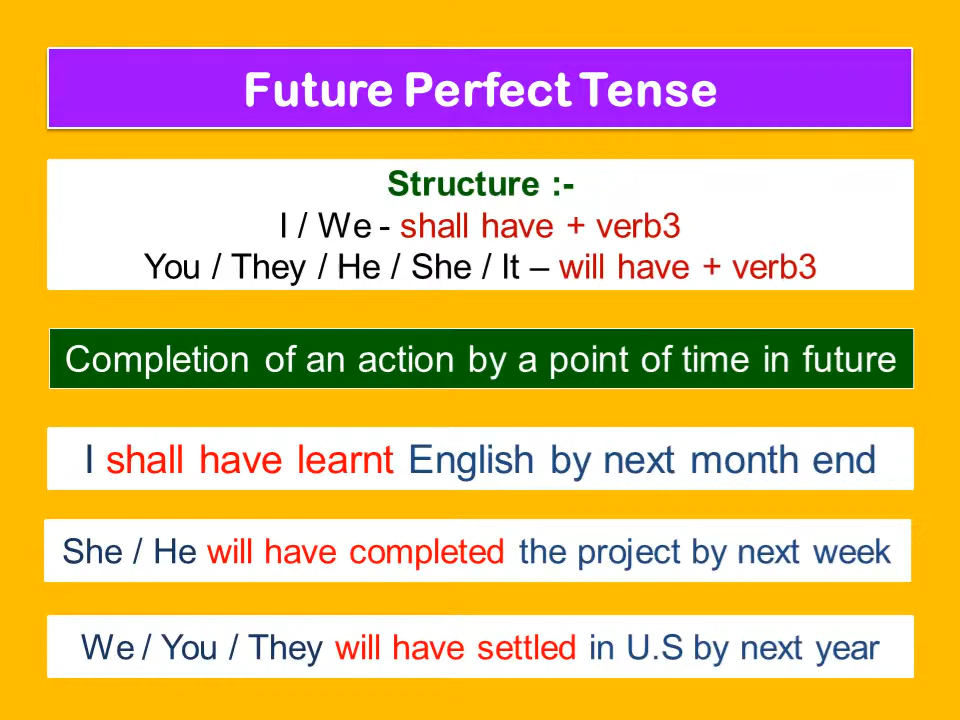 Future Perfect Tense
Structure :-
I / We - shall have + verb3
You / They / He / She / It – will have + verb3
Completion of an action by a point of time in future
I shall have learnt English by next month end
She / He will have completed the project by next week
We / You / They will have settled in U.S by next year